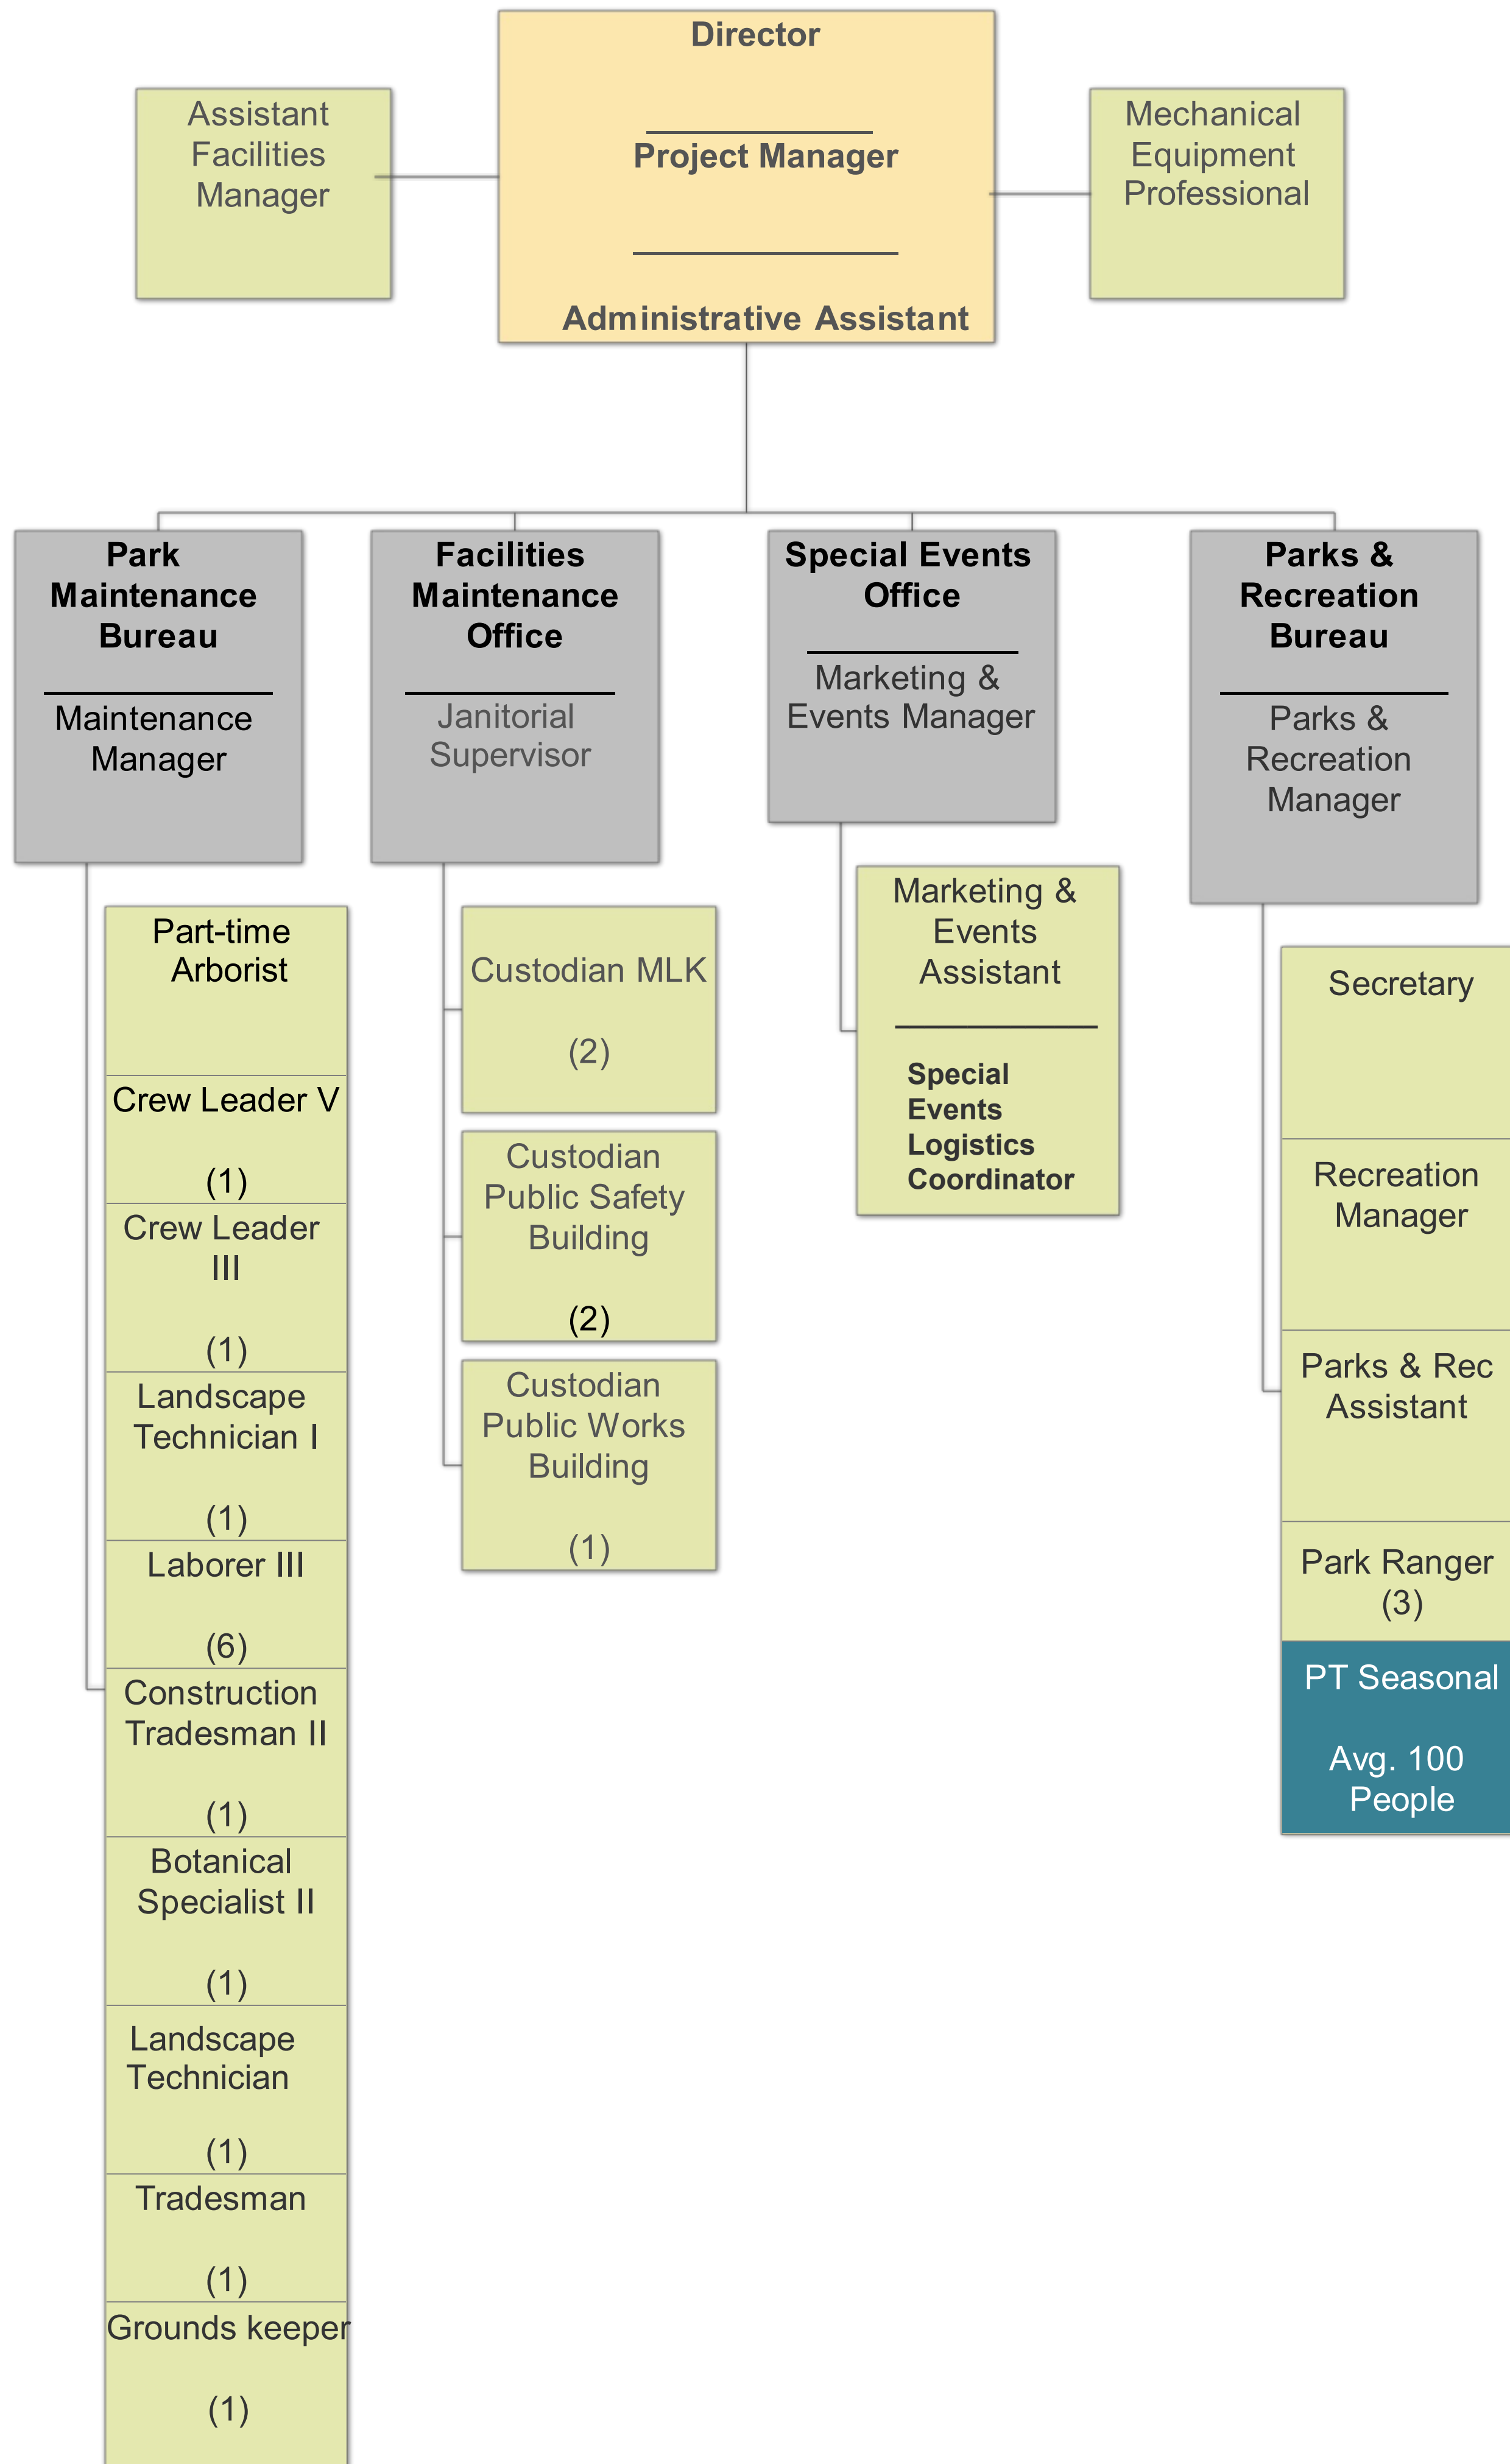 Director
Project Manager
Administrative Assistant
Assistant
Facilities
Manager
Mechanical
Equipment
Professional
Park
Maintenance
Bureau
Maintenance
Manager
Part-time
Arborist
Crew Leader V
(1)
Crew Leader
III
(1)
Landscape
Technician I
(1)
Laborer III
(6)
Construction
Tradesman II
(1)
Botanical
Specialist II
(1)
Landscape
Technician
(1)
Tradesman
(1)
Grounds keeper
(1)
Facilities
Maintenance
Office
Janitorial
Supervisor
Custodian MLK
(2)
Custodian
Public Safety
Building
(2)
Custodian
Public Works
Building
(1)
Special Events
Office
Marketing &
Events Manager
Marketing &
Events
Assistant
Special
Events
Logistics
Coordinator
Parks &
Recreation
Bureau
Parks &
Recreation
Manager
Secretary
Recreation
Manager
Parks & Rec
Assistant
Park Ranger
(3)
PT Seasonal
Avg. 100
People